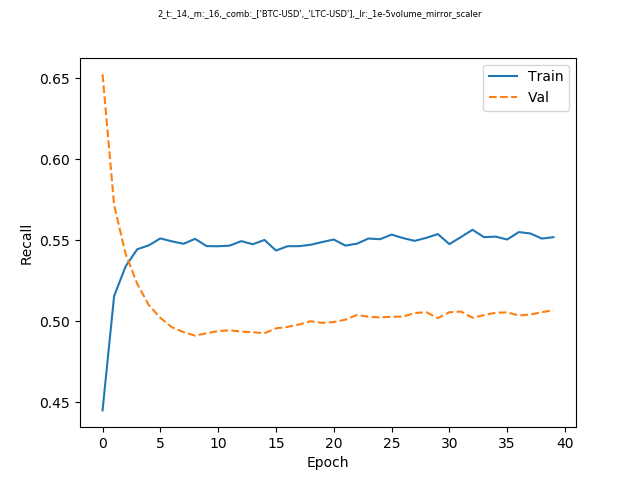 2_t:_14,_m:_16,_comb:_['BTC-USD',_'LTC-USD'],_lr:_1e-5volume_mirror_scaler
Train
Val
0.65
0.60
0.55
0.50
0.45
Recall
0 5 10 15 20 25 30 35 40
Epoch